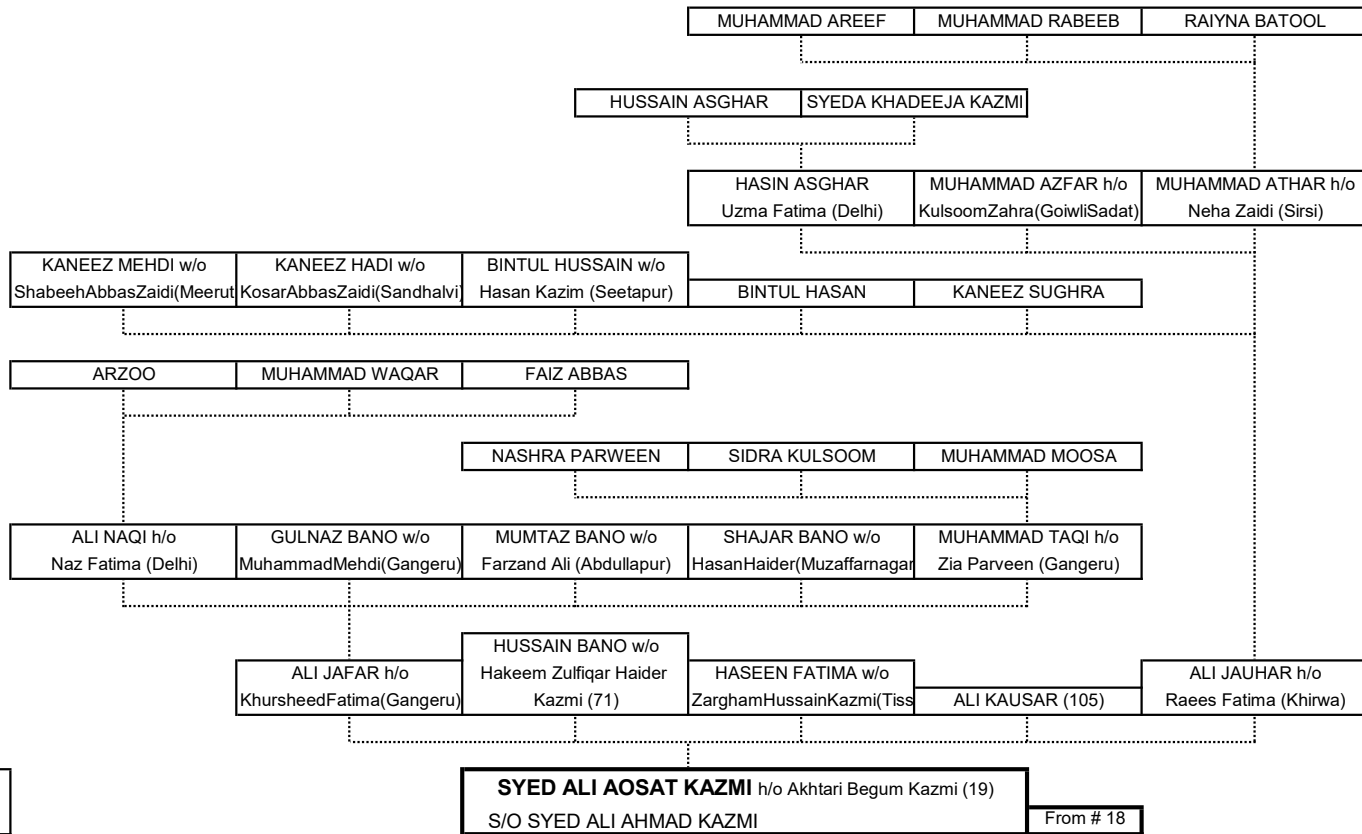 MUHAMMAD AREEF
MUHAMMAD RABEEB
RAIYNA BATOOL
HUSSAIN ASGHAR
SYEDA KHADEEJA KAZMI
HASIN ASGHAR
Uzma Fatima (Delhi)
MUHAMMAD AZFAR h/o
KulsoomZahra(GoiwliSadat)
MUHAMMAD ATHAR h/o
Neha Zaidi (Sirsi)
KANEEZ MEHDI w/o
ShabeehAbbasZaidi(Meerut
KANEEZ HADI w/o
KosarAbbasZaidi(Sandhalvi)
BINTUL HUSSAIN w/o
Hasan Kazim (Seetapur)
BINTUL HASAN
KANEEZ SUGHRA
ARZOO
MUHAMMAD WAQAR
FAIZ ABBAS
NASHRA PARWEEN
SIDRA KULSOOM
MUHAMMAD MOOSA
ALI NAQI h/o
Naz Fatima (Delhi)
GULNAZ BANO w/o
MuhammadMehdi(Gangeru)
MUMTAZ BANO w/o
Farzand Ali (Abdullapur)
SHAJAR BANO w/o
HasanHaider(Muzaffarnagar
MUHAMMAD TAQI h/o
Zia Parveen (Gangeru)
ALI JAFAR h/o
KhursheedFatima(Gangeru)
HUSSAIN BANO w/o
Hakeem Zulfiqar Haider
Kazmi (71)
HASEEN FATIMA w/o
ZarghamHussainKazmi(Tiss
ALI KAUSAR (105)
ALI JAUHAR h/o
Raees Fatima (Khirwa)
SYED ALI AOSAT KAZMI h/o Akhtari Begum Kazmi (19)
S/O SYED ALI AHMAD KAZMI
From # 18